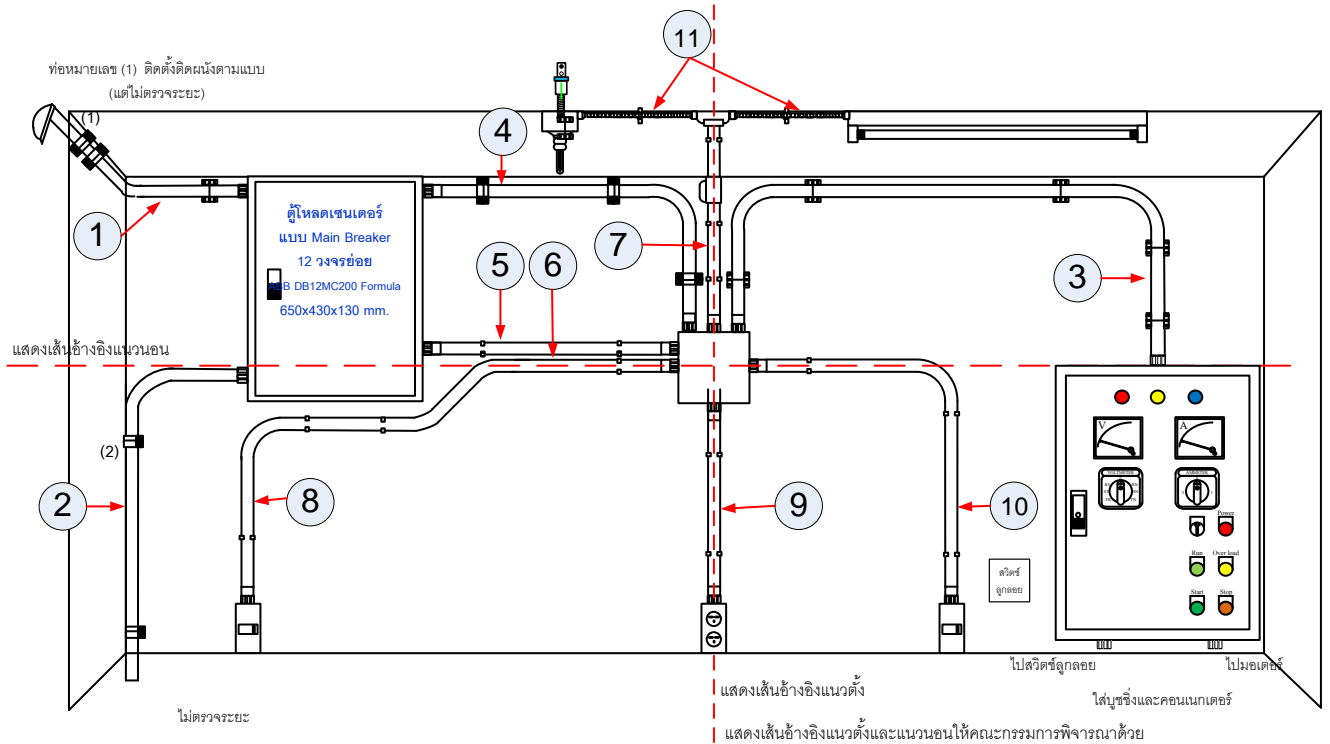 11
ท่อหมายเลข (1) ติดตั้งติดผนังตามแบบ
(แต่ไม่ตรวจระยะ)
(1)
4
ตู้โหลดเซนเตอร์
แบบ Main Breaker
12 วงจรย่อย
ABB DB12MC200 Formula
650x430x130 mm.
1
7
5
6
3
แสดงเส้นอ้างอิงแนวนอน
V
A
(2)
VOLTMETER
AMMETER
2
8
9
10
Power
Run
Over load
สวิตซ์
ลูกลอย
Start
Stop
ไปสวิตซ์ลูกลอย
ไปมอเตอร์
แสดงเส้นอ้างอิงแนวตั้ง
ใส่บูชซิ่งและคอนเนกเตอร์
ไม่ตรวจระยะ
แสดงเส้นอ้างอิงแนวตั้งและแนวนอนให้คณะกรรมการพิจารณาด้วย